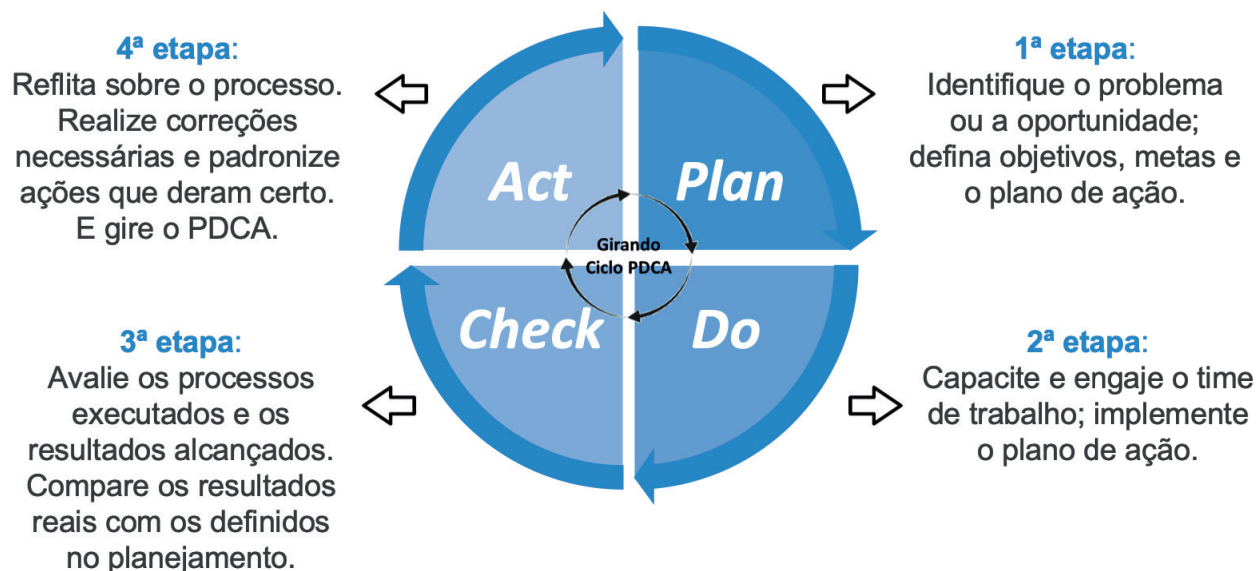 4ª etapa:
Reflita sobre o processo.
Realize correções
necessárias e padronize
ações que deram certo.
E gire o PDCA.
Act
Plan
1ª etapa:
Identifique o problema
ou a oportunidade;
defina objetivos, metas e
o plano de ação.
Girando
Ciclo PDCA
3ª etapa:
Avalie os processos
executados e os
resultados alcançados.
Compare os resultados
reais com os definidos
no planejamento.
Check
Do
2ª etapa:
Capacite e engaje o time
de trabalho; implemente
o plano de ação.